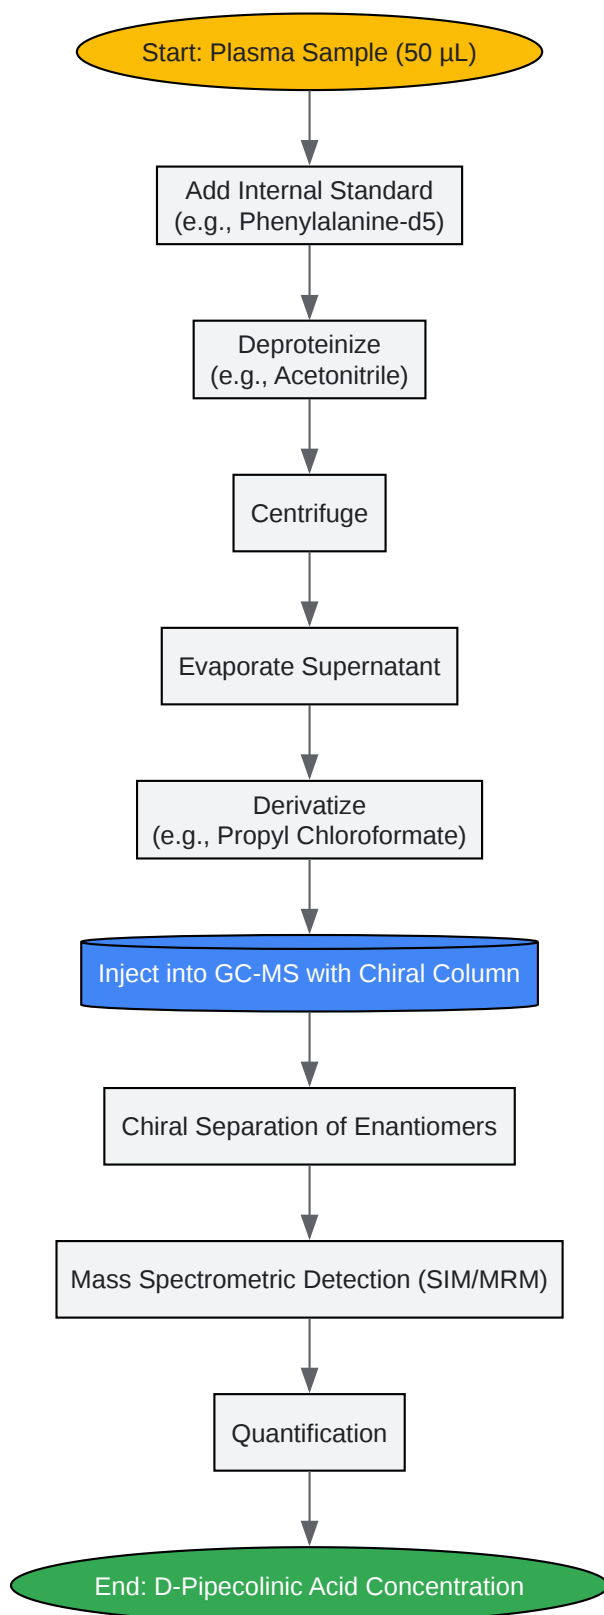 Start: Plasma Sample (50 µL)
Add Internal Standard
(e.g., Phenylalanine-d5)
Deproteinize
(e.g., Acetonitrile)
Centrifuge
Evaporate Supernatant
Derivatize
(e.g., Propyl Chloroformate)
Inject into GC-MS with Chiral Column
Chiral Separation of Enantiomers
Mass Spectrometric Detection (SIM/MRM)
Quantification
End: D-Pipecolinic Acid Concentration